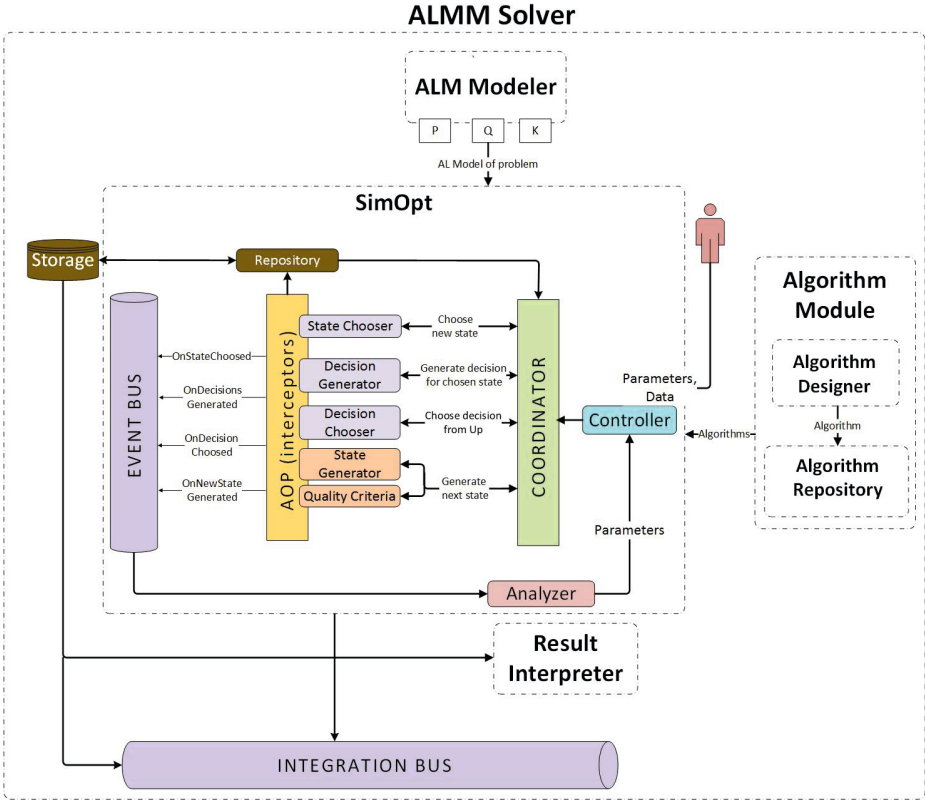 ALMM Solver
ALM Modeler
P
Q
K
AL Model of problem
SimOpt
Storage
Repository
EVENT BUS
OnStateChoosed
OnDecisions
Generated
OnDecision
Choosed
OnNewState
Generated
AOP (interceptors)
State Chooser
Decision
Generator
Decision
Chooser
State
Generator
Quality Criteria
Choose
new state
Generate decision
for chosen state
Choose decision
from Up
Generate
next state
COORDINATOR
Controller
Parameters,
Data
Parameters
Analyzer
Algorithms
Algorithm
Module
Algorithm
Designer
Algorithm
Algorithm
Repository
Result
Interpreter
INTEGRATION BUS